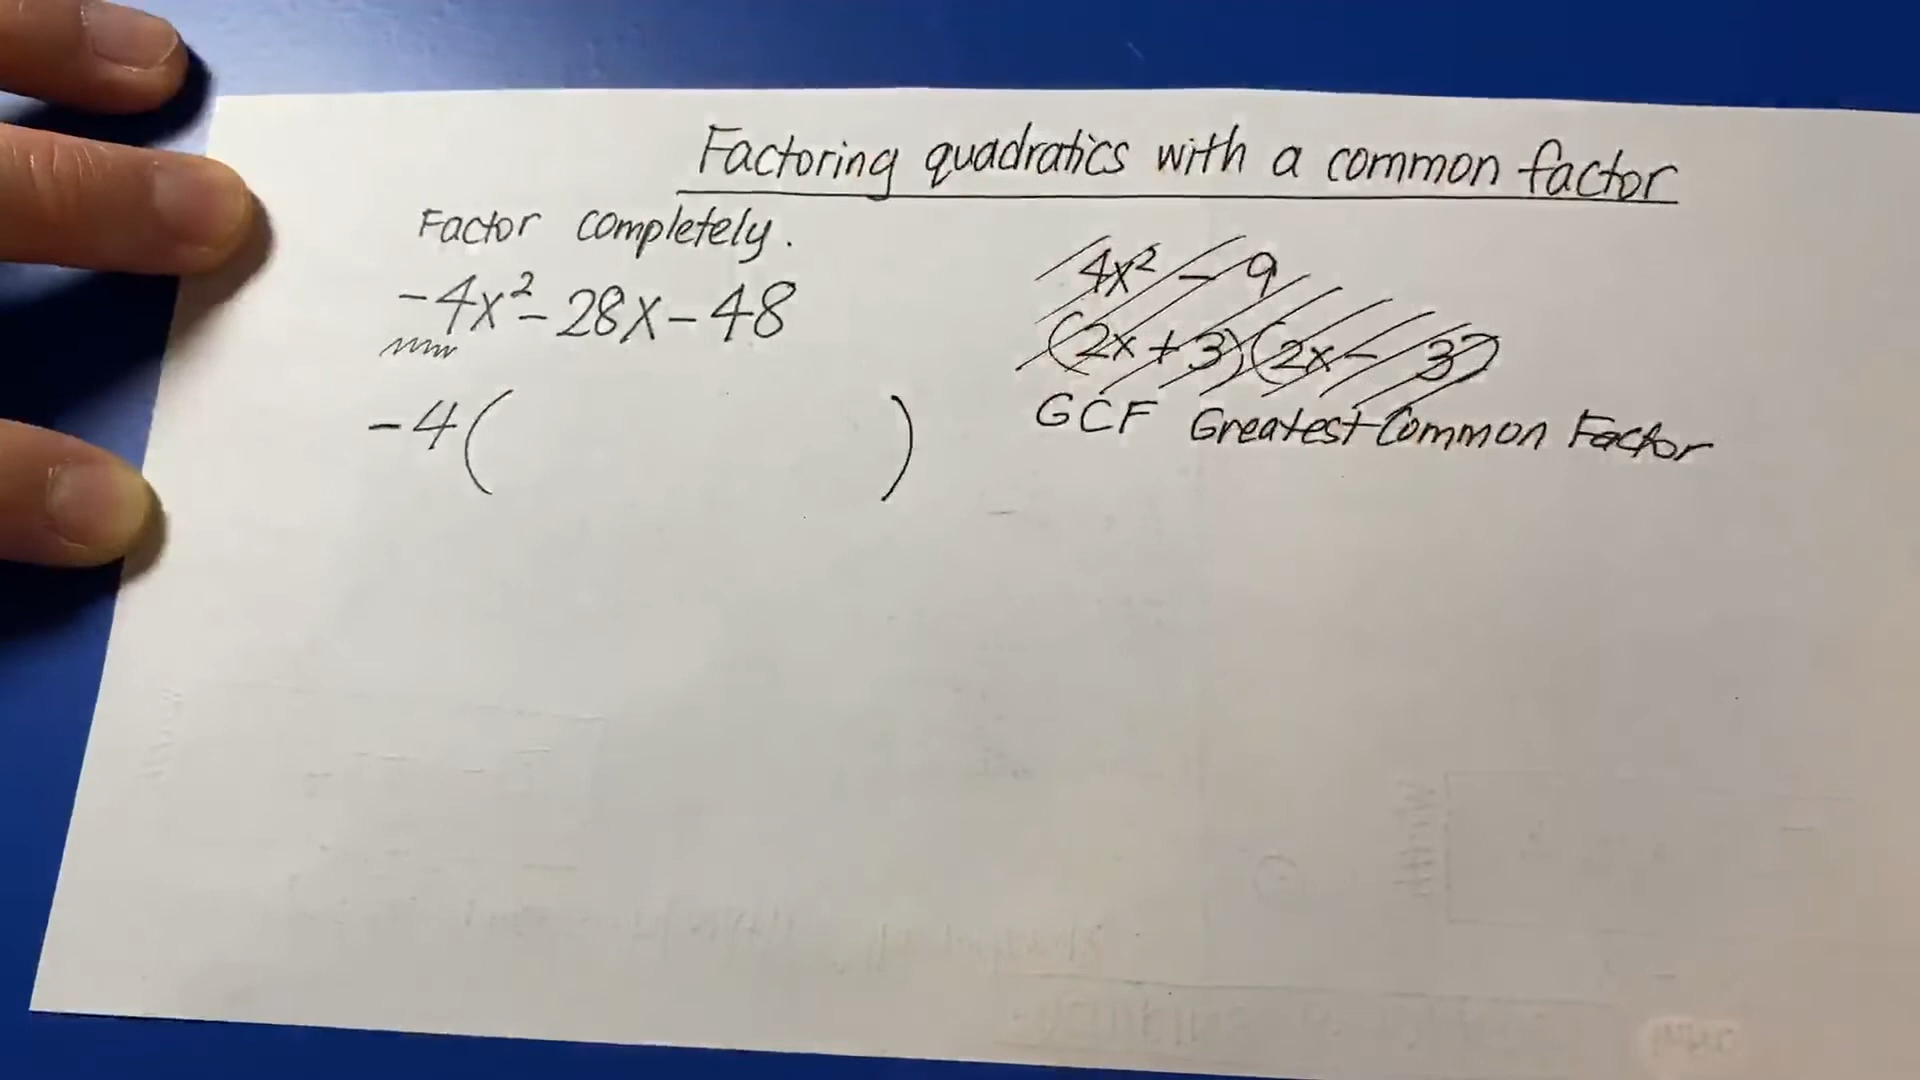 Factoring quadratics with a common factor
Factor completely.
-4x² - 28x - 48
-4(                    )
4x² - 9
(2x + 3)(2x - 3)
GCF Greatest Common Factor